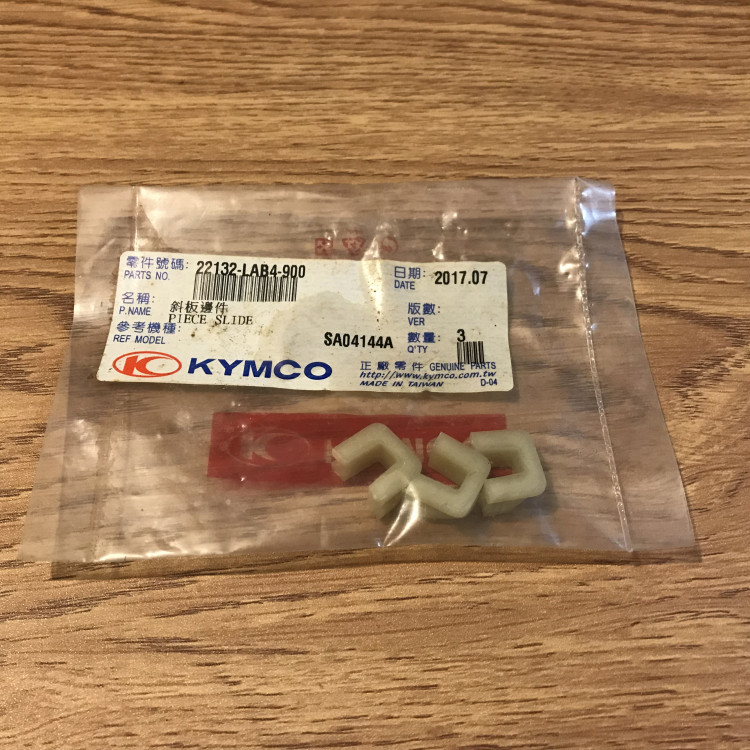 零件號碼: 22132-LAB4-900
PARTS NO.
日期: 2017.07
DATE
名稱: 斜板邊件
P.NAME PIECE SLIDE
版數:
VER
參考機種:
REF MODEL
SA04144A
數量: 3
Q'TY
KYMCO
正廠零件 GENUINE PARTS
http://www.kymco.com.tw
MADE IN TAIWAN D-04